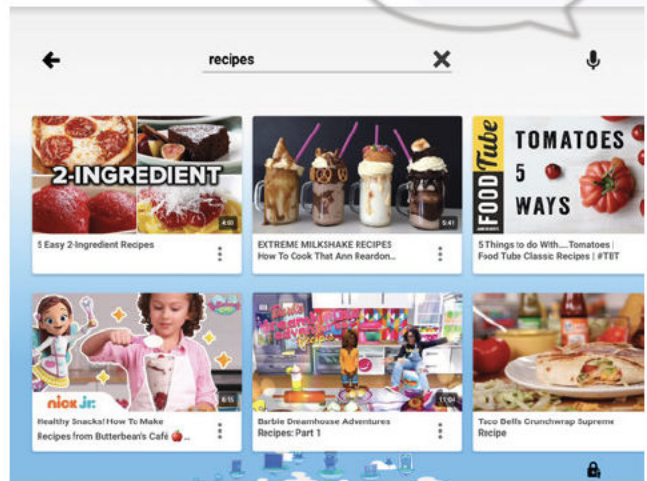 recipes
2-INGREDIENT
4:60
5 Easy 2-Ingredient Recipes
5:41
EXTREME MILKSHAKE RECIPES
How To Cook That Ann Reardon...
FOOD Tube
TOMATOES
5
WAYS
5 Things to do With....Tomatoes |
Food Tube Classic Recipes | #TBT
nick jr.
6:15
Healthy Snacks! How To Make
Recipes from Butterbean's Café 🍎 ...
recipes
11:04
Barbie Dreamhouse Adventures
Recipes: Part 1
Taco Bells Crunchwrap Supreme
Recipe